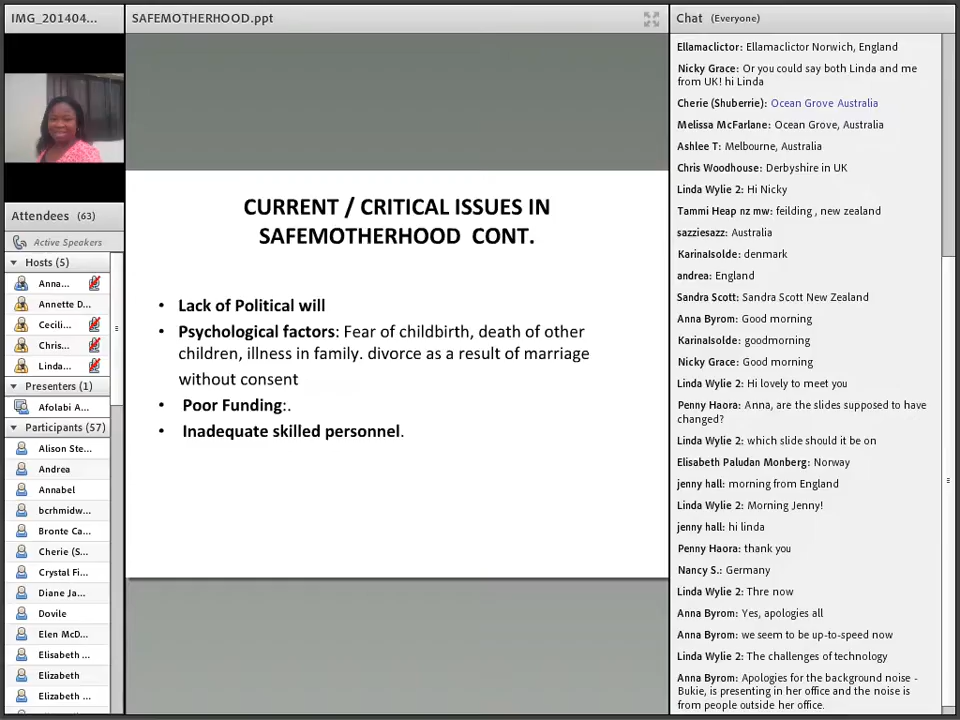 IMG_201404...
Attendees (63)
Active Speakers
Hosts (5)
Anna...
Annette D...
Cecili...
Chris...
Linda...
Presenters (1)
Afolabi A...
Participants (57)
Alison Ste...
Andrea
Annabel
bcrhmidw...
Bronte Ca...
Cherie (S...
Crystal Fi...
Diane Ja...
Dovile
Elen McD...
Elisabeth ...
Elizabeth
Elizabeth ...
SAFEMOTHERHOOD.ppt
CURRENT / CRITICAL ISSUES IN
SAFEMOTHERHOOD CONT.
• Lack of Political will
• Psychological factors: Fear of childbirth, death of other
children, illness in family. divorce as a result of marriage
without consent
• Poor Funding:.
• Inadequate skilled personnel.
Chat (Everyone)
Ellamaclictor: Ellamaclictor Norwich, England
Nicky Grace: Or you could say both Linda and me
from UK! hi Linda
Cherie (Shuberrie): Ocean Grove Australia
Melissa McFarlane: Ocean Grove, Australia
Ashlee T: Melbourne, Australia
Chris Woodhouse: Derbyshire in UK
Linda Wylie 2: Hi Nicky
Tammi Heap nz mw: feilding , new zealand
sazziesazz: Australia
KarinaIsolde: denmark
andrea: England
Sandra Scott: Sandra Scott New Zealand
Anna Byrom: Good morning
KarinaIsolde: goodmorning
Nicky Grace: Good morning
Linda Wylie 2: Hi lovely to meet you
Penny Haora: Anna, are the slides supposed to have
changed?
Linda Wylie 2: which slide should it be on
Elisabeth Paludan Monberg: Norway
jenny hall: morning from England
Linda Wylie 2: Morning Jenny!
jenny hall: hi linda
Penny Haora: thank you
Nancy S.: Germany
Linda Wylie 2: Thre now
Anna Byrom: Yes, apologies all
Anna Byrom: we seem to be up-to-speed now
Linda Wylie 2: The challenges of technology
Anna Byrom: Apologies for the background noise -
Bukie, is presenting in her office and the noise is
from people outside her office.